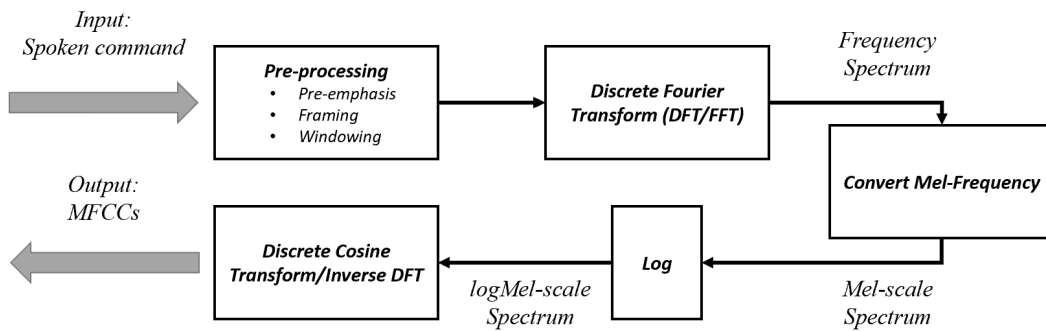 Input:
Spoken command
Pre-processing
• Pre-emphasis
• Framing
• Windowing
Discrete Fourier
Transform (DFT/FFT)
Frequency
Spectrum
Convert Mel-Frequency
Mel-scale
Spectrum
Log
logMel-scale
Spectrum
Discrete Cosine
Transform/Inverse DFT
Output:
MFCCs